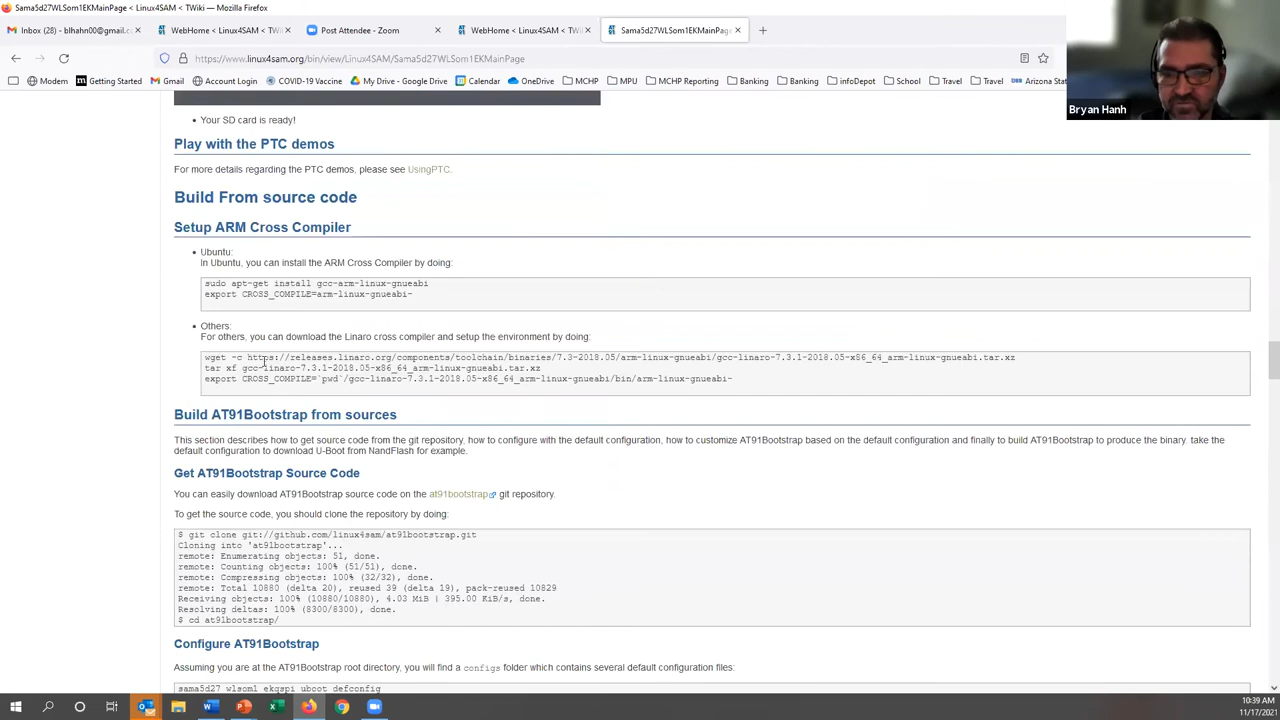 Sama5d27WLSom1EKMainPage < Linux4SAM < TWiki — Mozilla Firefox
Inbox (28) - blhahn00@gmail.c
WebHome < Linux4SAM < TWiki
Post Attendee - Zoom
WebHome < Linux4SAM < TWiki
Sama5d27WLSom1EKMainPage
https://www.linux4sam.org/bin/view/Linux4SAM/Sama5d27WLSom1EKMainPage
Modem
Getting Started
Gmail
Account Login
COVID-19 Vaccine
My Drive - Google Drive
Calendar
OneDrive
MCHP
MPU
MCHP Reporting
Banking
Banking
infoDepot
School
Travel
Travel
Arizona Stat
Bryan Hanh
Your SD card is ready!
Play with the PTC demos
For more details regarding the PTC demos, please see UsingPTC.
Build From source code
Setup ARM Cross Compiler
Ubuntu:
In Ubuntu, you can install the ARM Cross Compiler by doing:
sudo apt-get install gcc-arm-linux-gnueabi
export CROSS_COMPILE=arm-linux-gnueabi-
Others:
For others, you can download the Linaro cross compiler and setup the environment by doing:
wget -c https://releases.linaro.org/components/toolchain/binaries/7.3-2018.05/arm-linux-gnueabi/gcc-linaro-7.3.1-2018.05-x86_64_arm-linux-gnueabi.tar.xz
tar xf gcc-linaro-7.3.1-2018.05-x86_64_arm-linux-gnueabi.tar.xz
export CROSS_COMPILE=`pwd`/gcc-linaro-7.3.1-2018.05-x86_64_arm-linux-gnueabi/bin/arm-linux-gnueabi-
Build AT91Bootstrap from sources
This section describes how to get source code from the git repository, how to configure with the default configuration, how to customize AT91Bootstrap based on the default configuration and finally to build AT91Bootstrap to produce the binary. take the
default configuration to download U-Boot from NandFlash for example.
Get AT91Bootstrap Source Code
You can easily download AT91Bootstrap source code on the at91bootstrap git repository.
To get the source code, you should clone the repository by doing:
$ git clone git://github.com/linux4sam/at91bootstrap.git
Cloning into 'at91bootstrap'...
remote: Enumerating objects: 51, done.
remote: Counting objects: 100% (51/51), done.
remote: Compressing objects: 100% (32/32), done.
remote: Total 10880 (delta 20), reused 39 (delta 19), pack-reused 10829
Receiving objects: 100% (10880/10880), 4.03 MiB | 395.00 KiB/s, done.
Resolving deltas: 100% (8300/8300), done.
$ cd at91bootstrap/
Configure AT91Bootstrap
Assuming you are at the AT91Bootstrap root directory, you will find a configs folder which contains several default configuration files:
sama5d27_wlsom1_ekqspi_uboot_defconfig
10:39 AM
11/17/2021